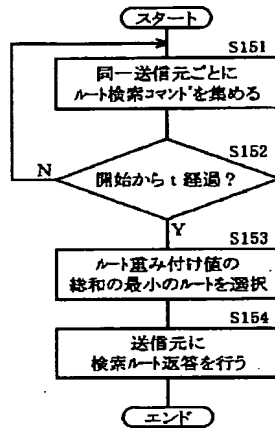 スタート
S151
同一送信元ごとに
ルート検索コマンドを集める
S152
N
開始からt経過？
Y
S153
ルート重み付け値の
総和の最小のルートを選択
S154
送信元に
検索ルート返答を行う
エンド